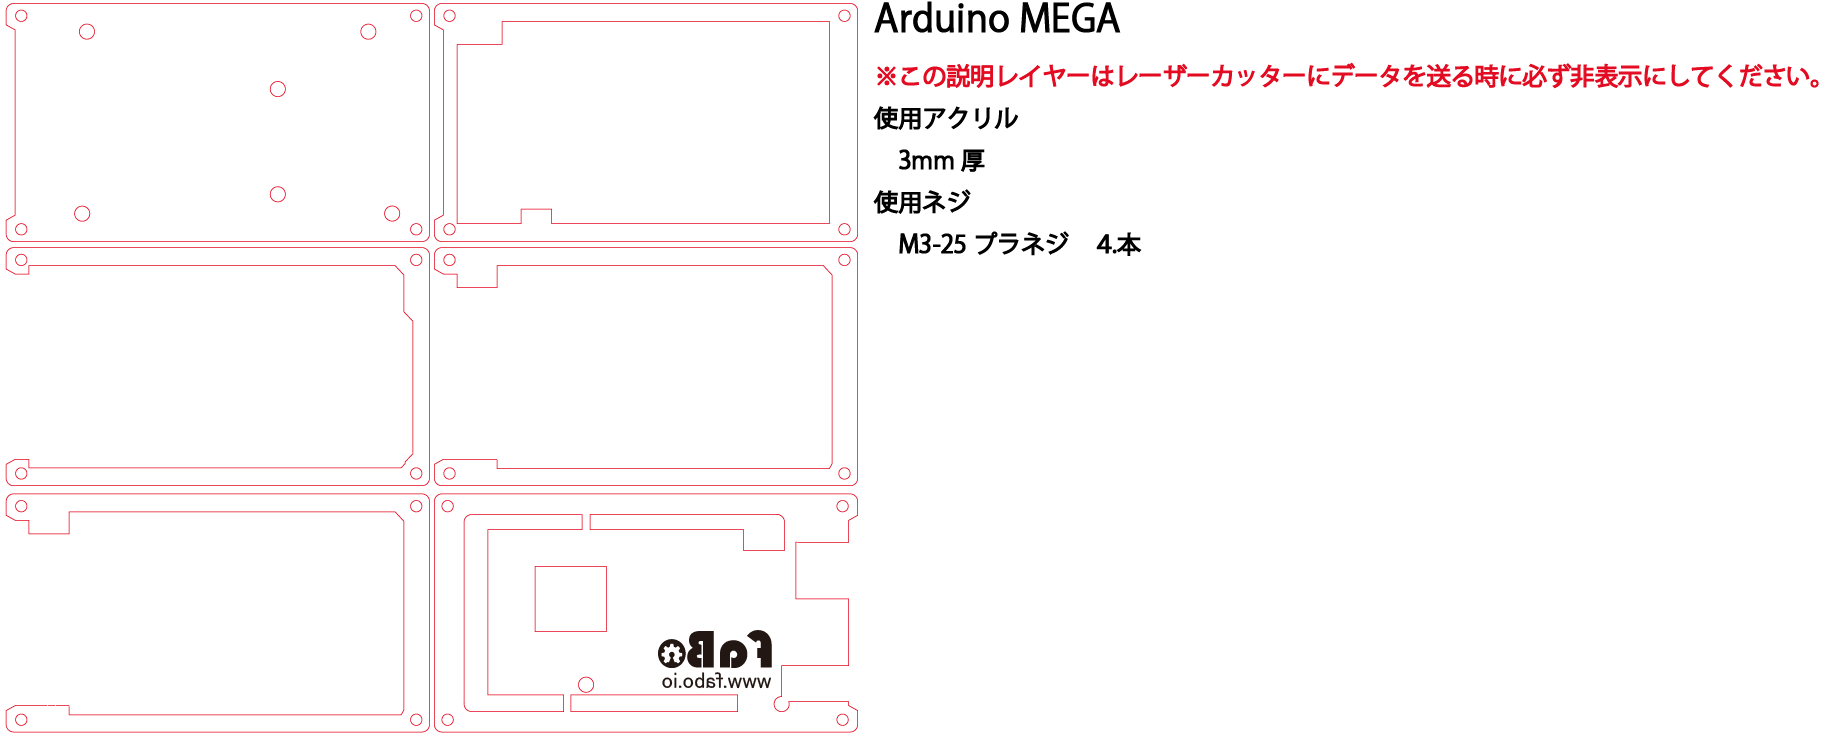 Arduino MEGA
※この説明レイヤーはレーザーカッターにデータを送る時に必ず非表示にしてください。
使用アクリル
3mm 厚
使用ネジ
M3-25 プラネジ　4.本
FaBo
www.fabo.io